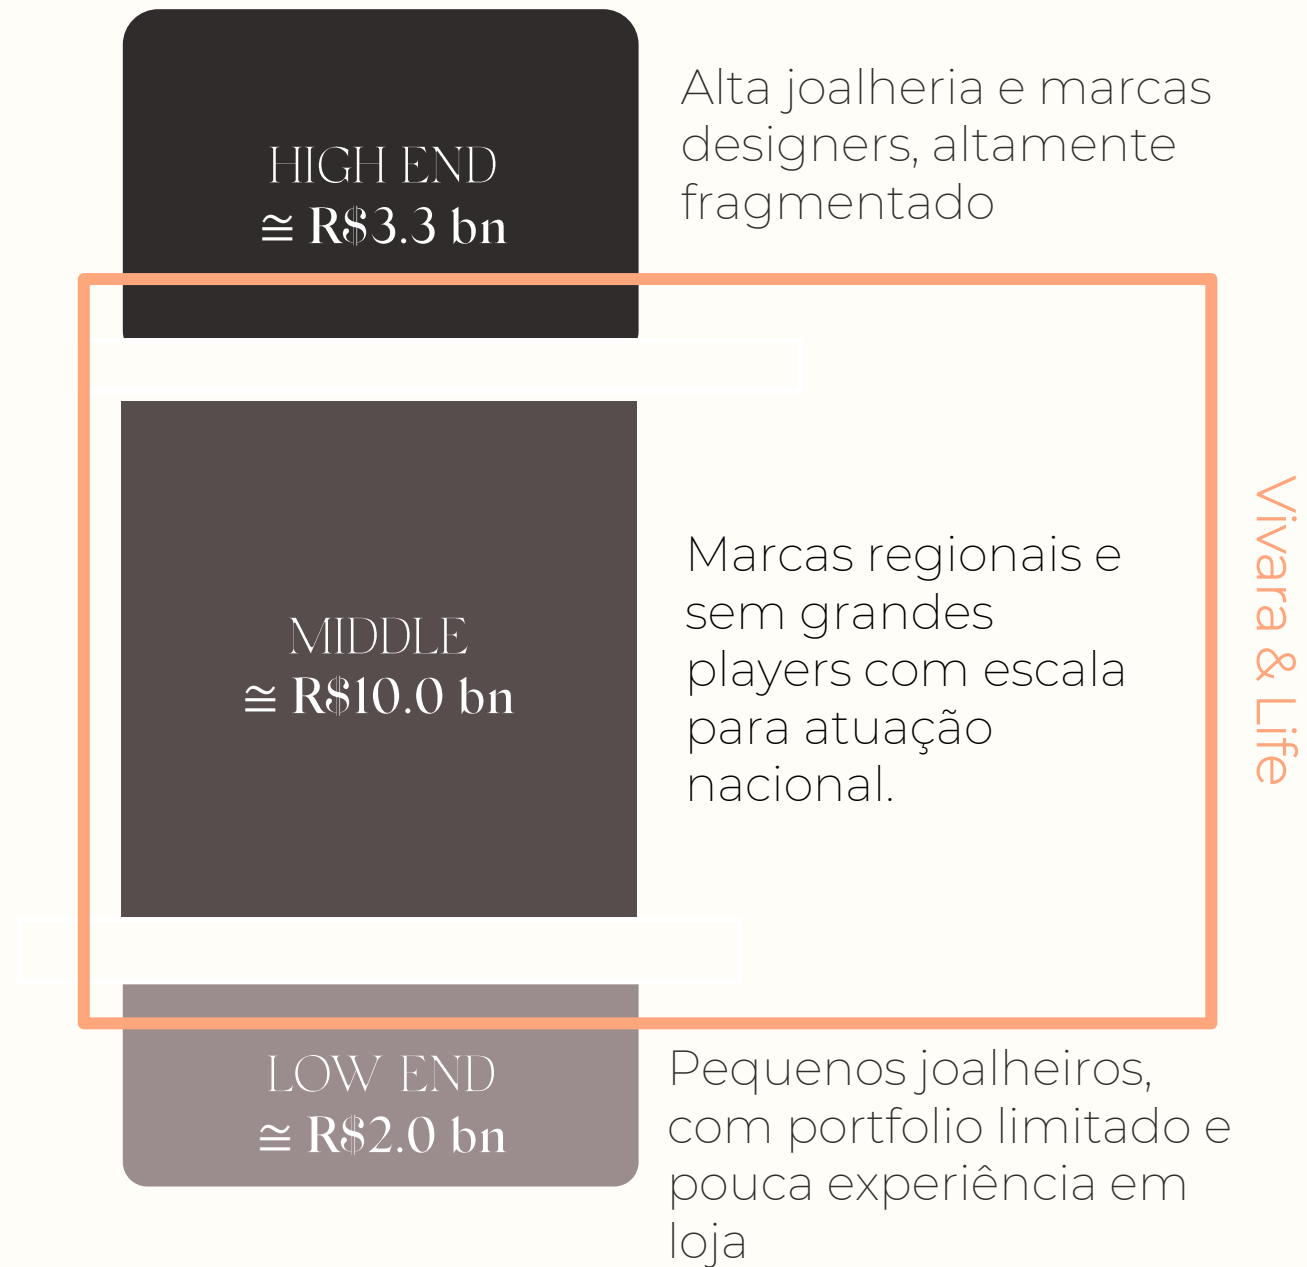 HIGH END
≅ R$3.3 bn
Alta joalheria e marcas
designers, altamente
fragmentado
MIDDLE
≅ R$10.0 bn
Marcas regionais e
sem grandes
players com escala
para atuação
nacional.
Vivara & Life
LOW END
≅ R$2.0 bn
Pequenos joalheiros,
com portfolio limitado e
pouca experiência em
loja